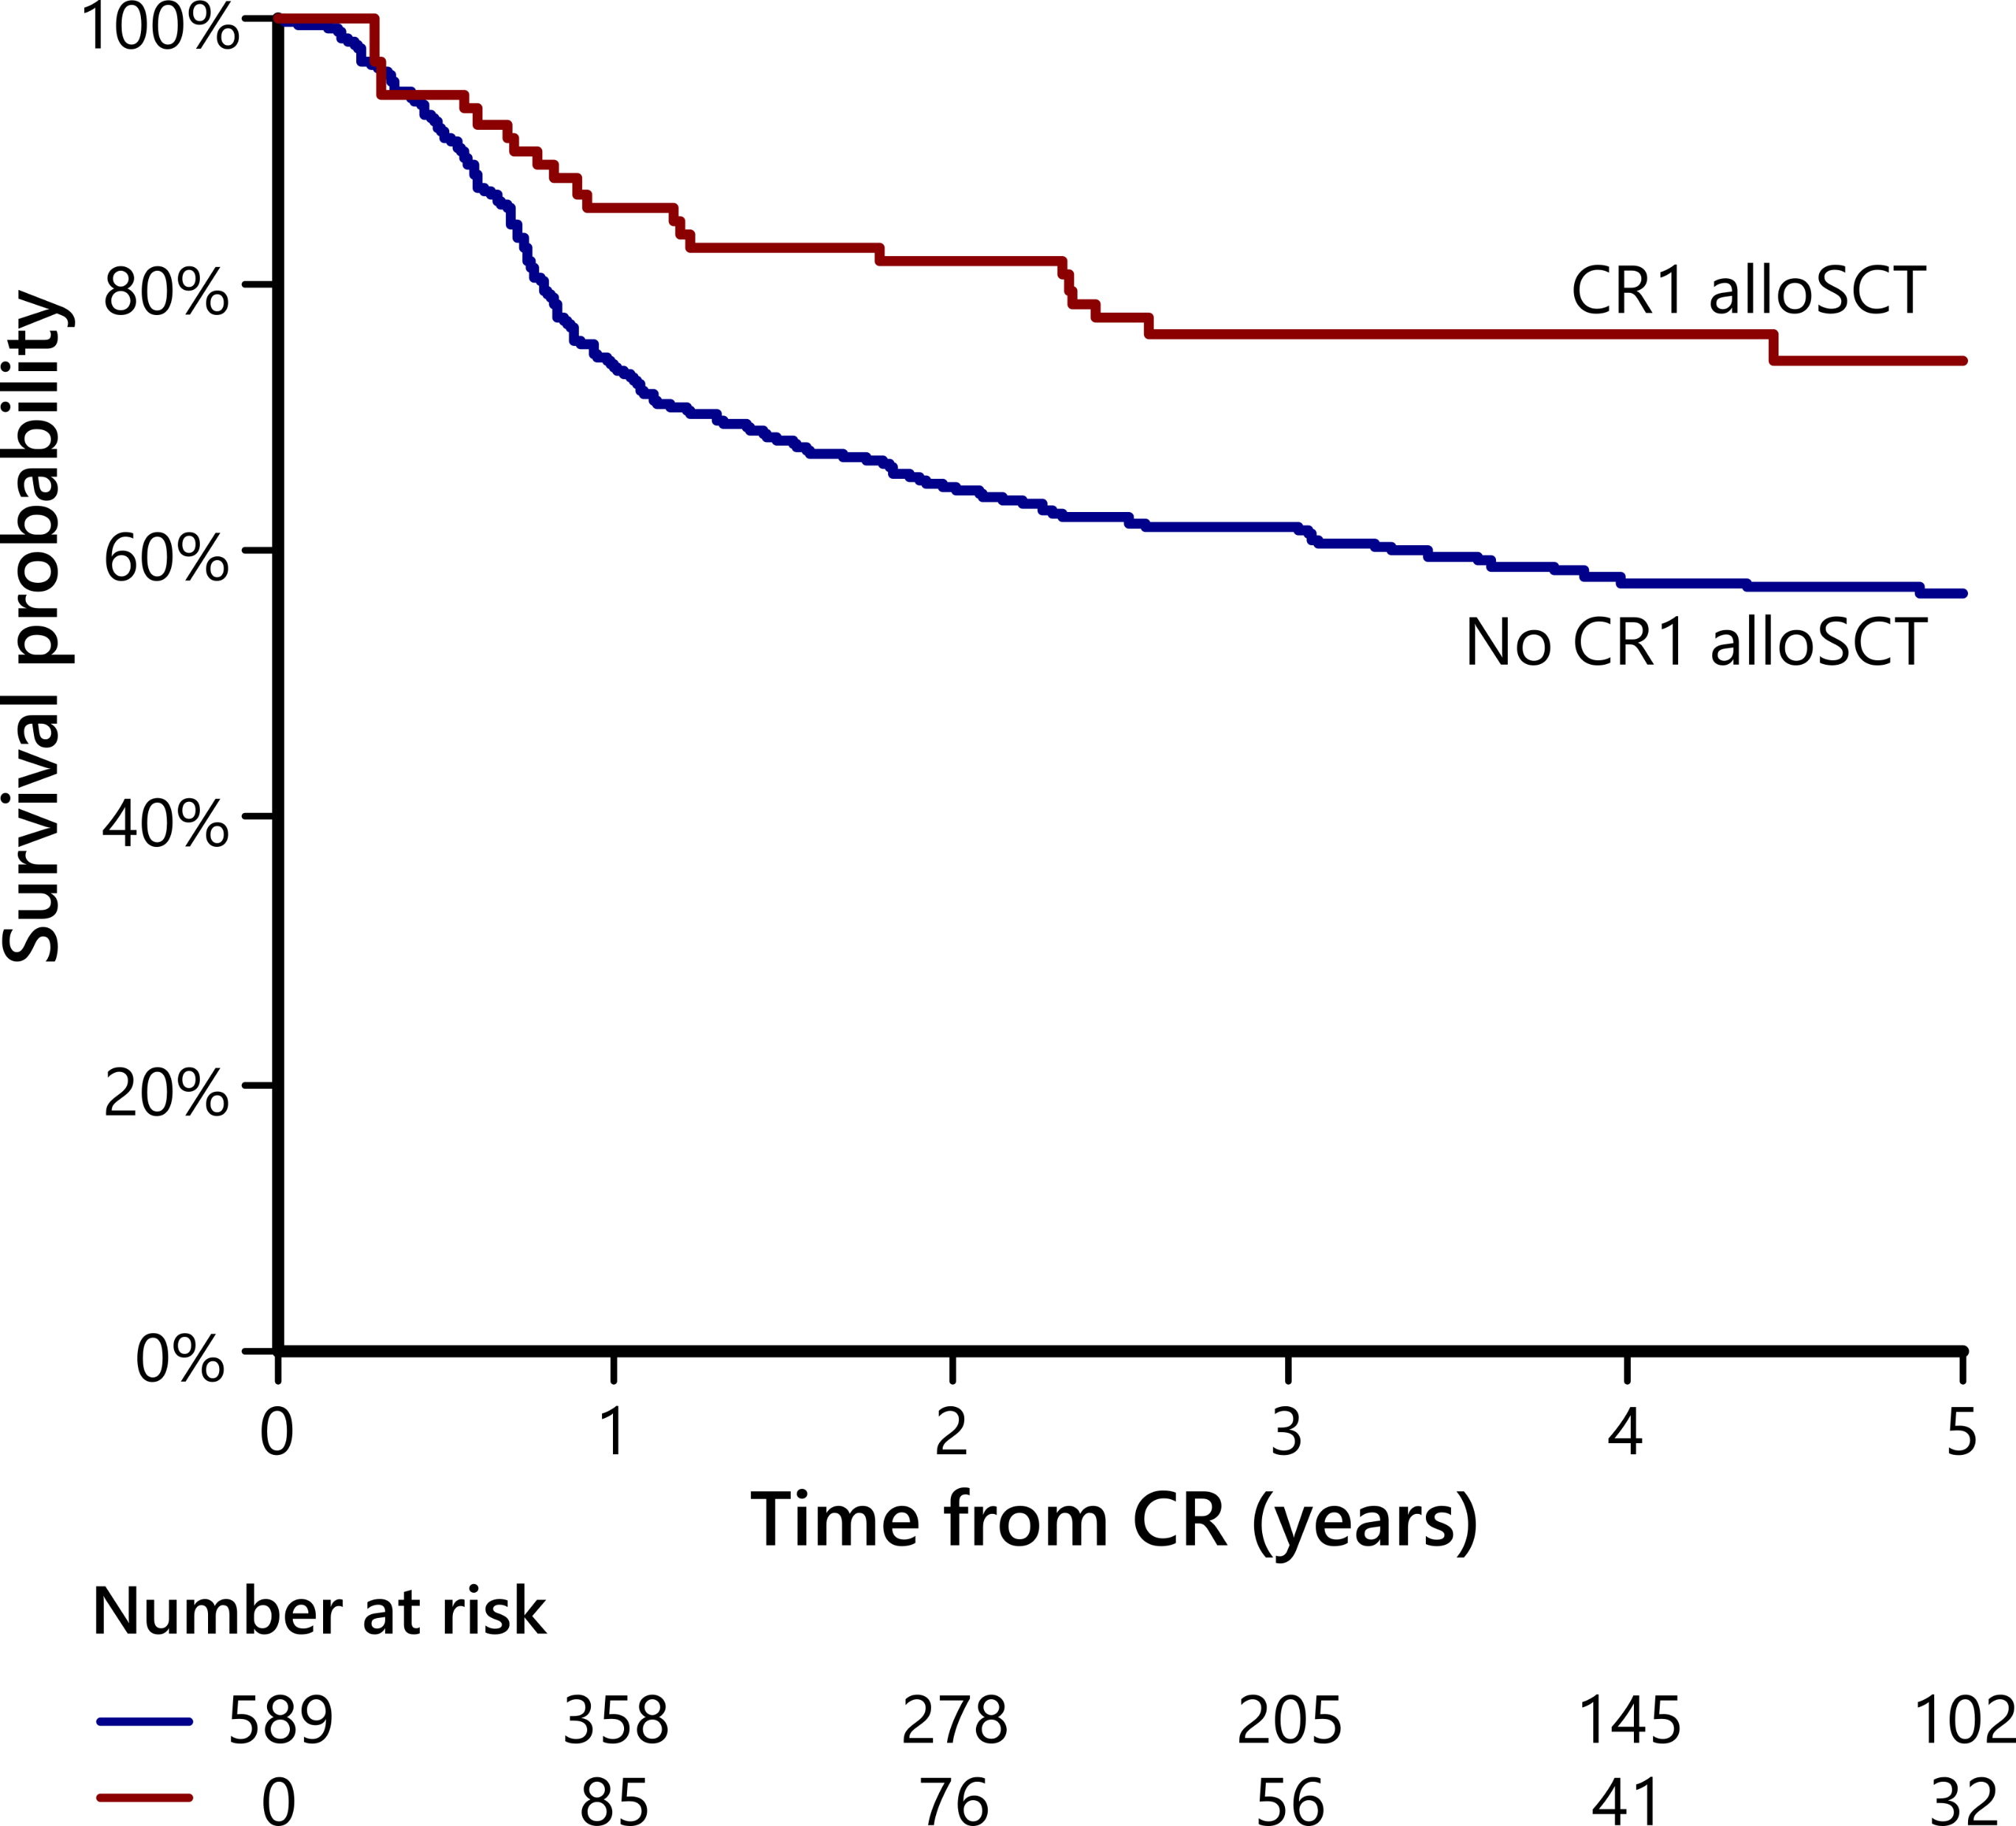 Survival probability
100%
80%
60%
40%
20%
0%
CR1 alloSCT
No CR1 alloSCT
0 1 2 3 4 5
Time from CR (years)
Number at risk
589 358 278 205 145 102
0 85 76 56 41 32